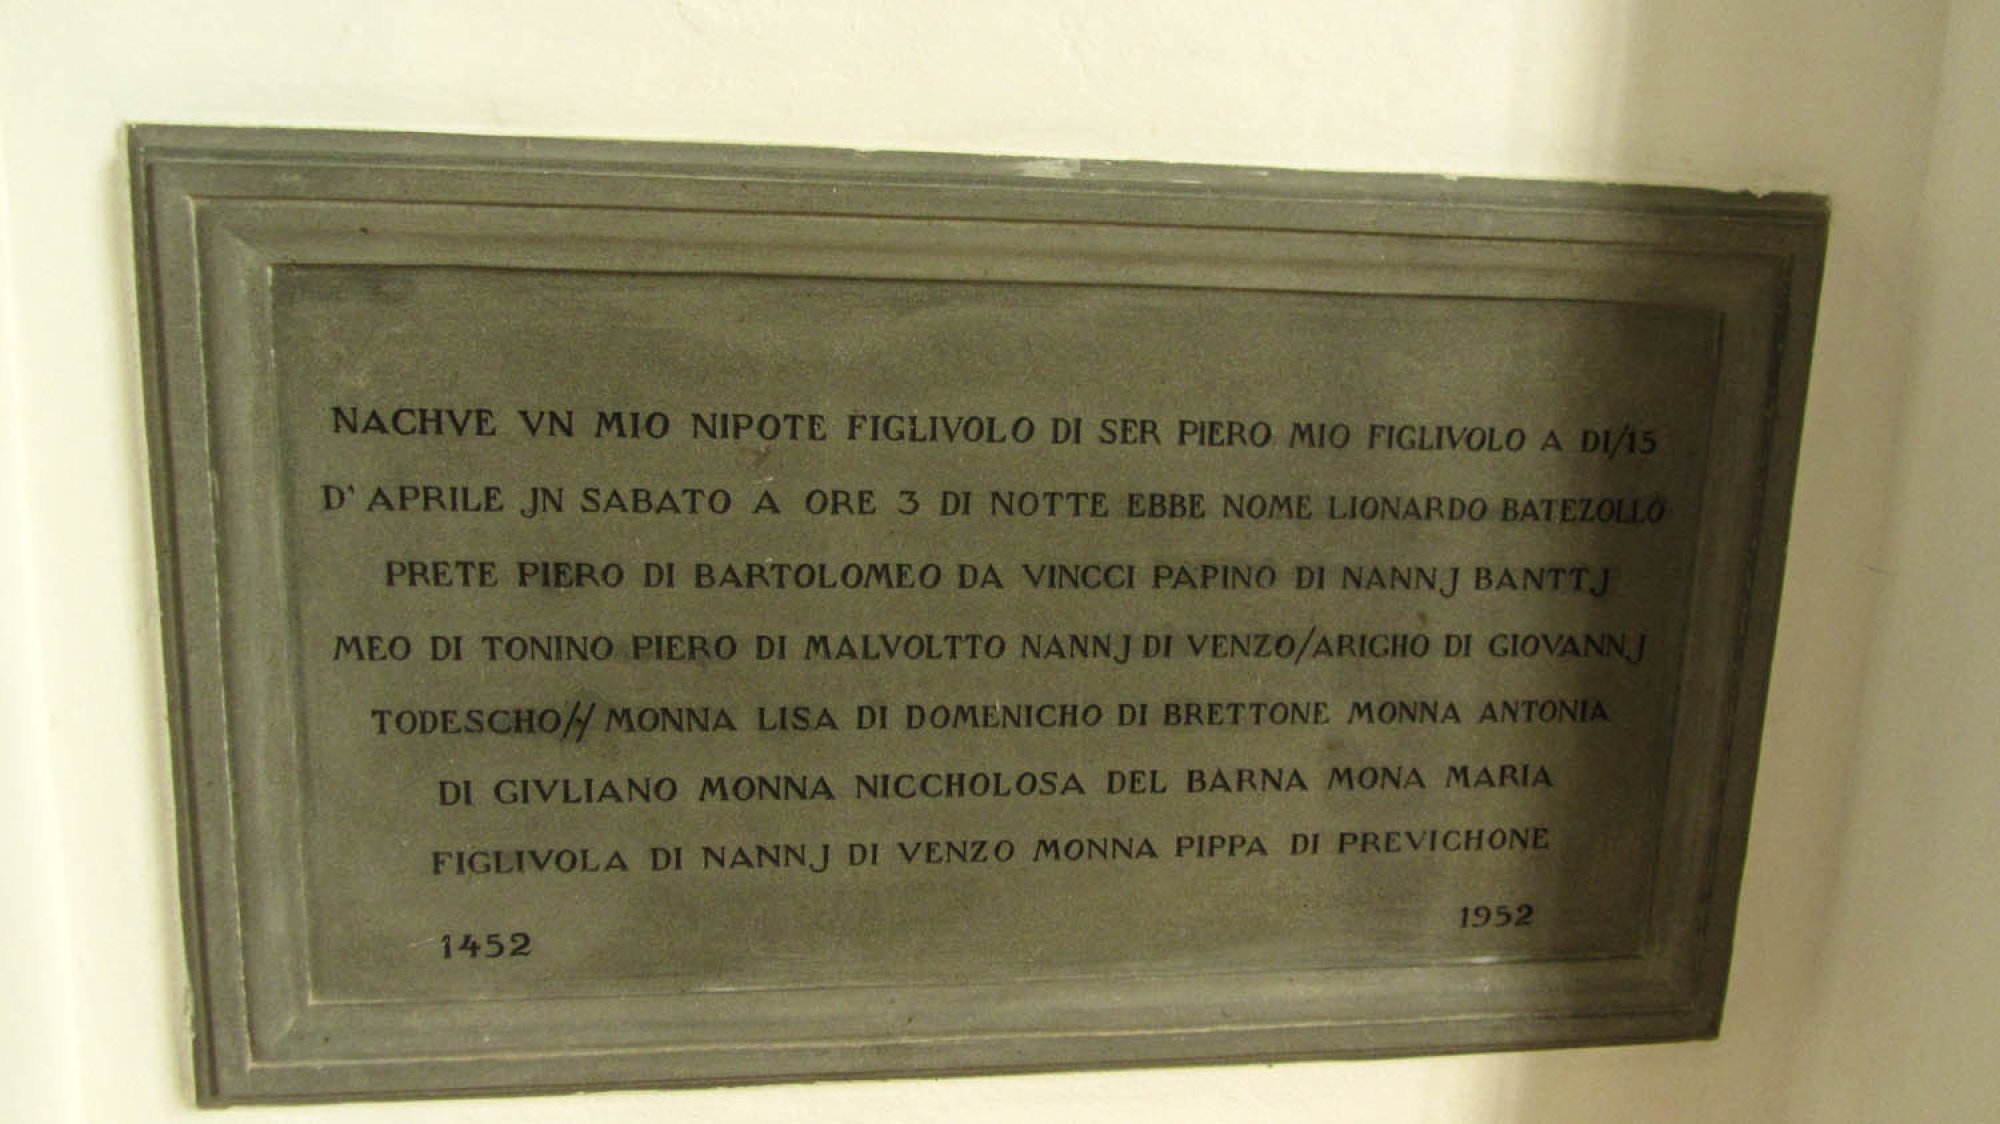 NACHVE VN MIO NIPOTE FIGLIVOLO DI SER PIERO MIO FIGLIVOLO A DI/15
D' APRILE JN SABATO A ORE 3 DI NOTTE EBBE NOME LIONARDO BATEZOLLO
PRETE PIERO DI BARTOLOMEO DA VINCCI PAPINO DI NANNJ BANTTJ
MEO DI TONINO PIERO DI MALVOLTTO NANNJ DI VENZO/ARIGHO DI GIOVANNJ
TODESCHO// MONNA LISA DI DOMENICHO DI BRETTONE MONNA ANTONIA
DI GIVLIANO MONNA NICCHOLOSA DEL BARNA MONA MARIA
FIGLIVOLA DI NANNJ DI VENZO MONNA PIPPA DI PREVICHONE
1452 1952